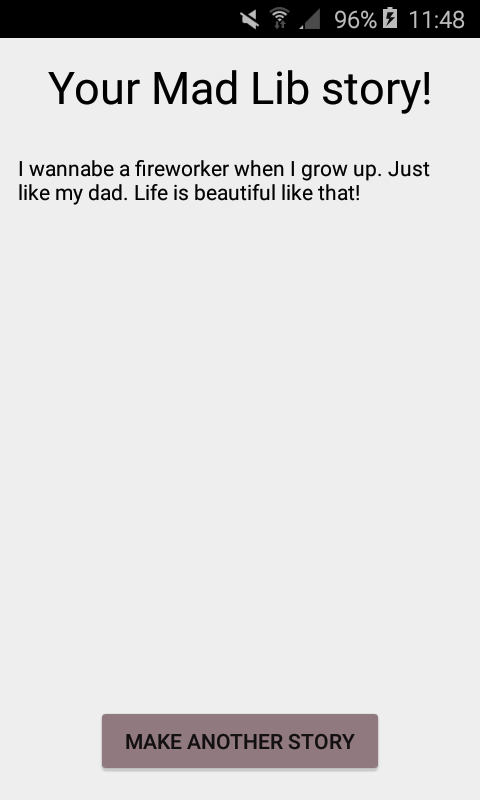 96% 11:48
Your Mad Lib story!
I wannabe a fireworker when I grow up. Just
like my dad. Life is beautiful like that!
MAKE ANOTHER STORY